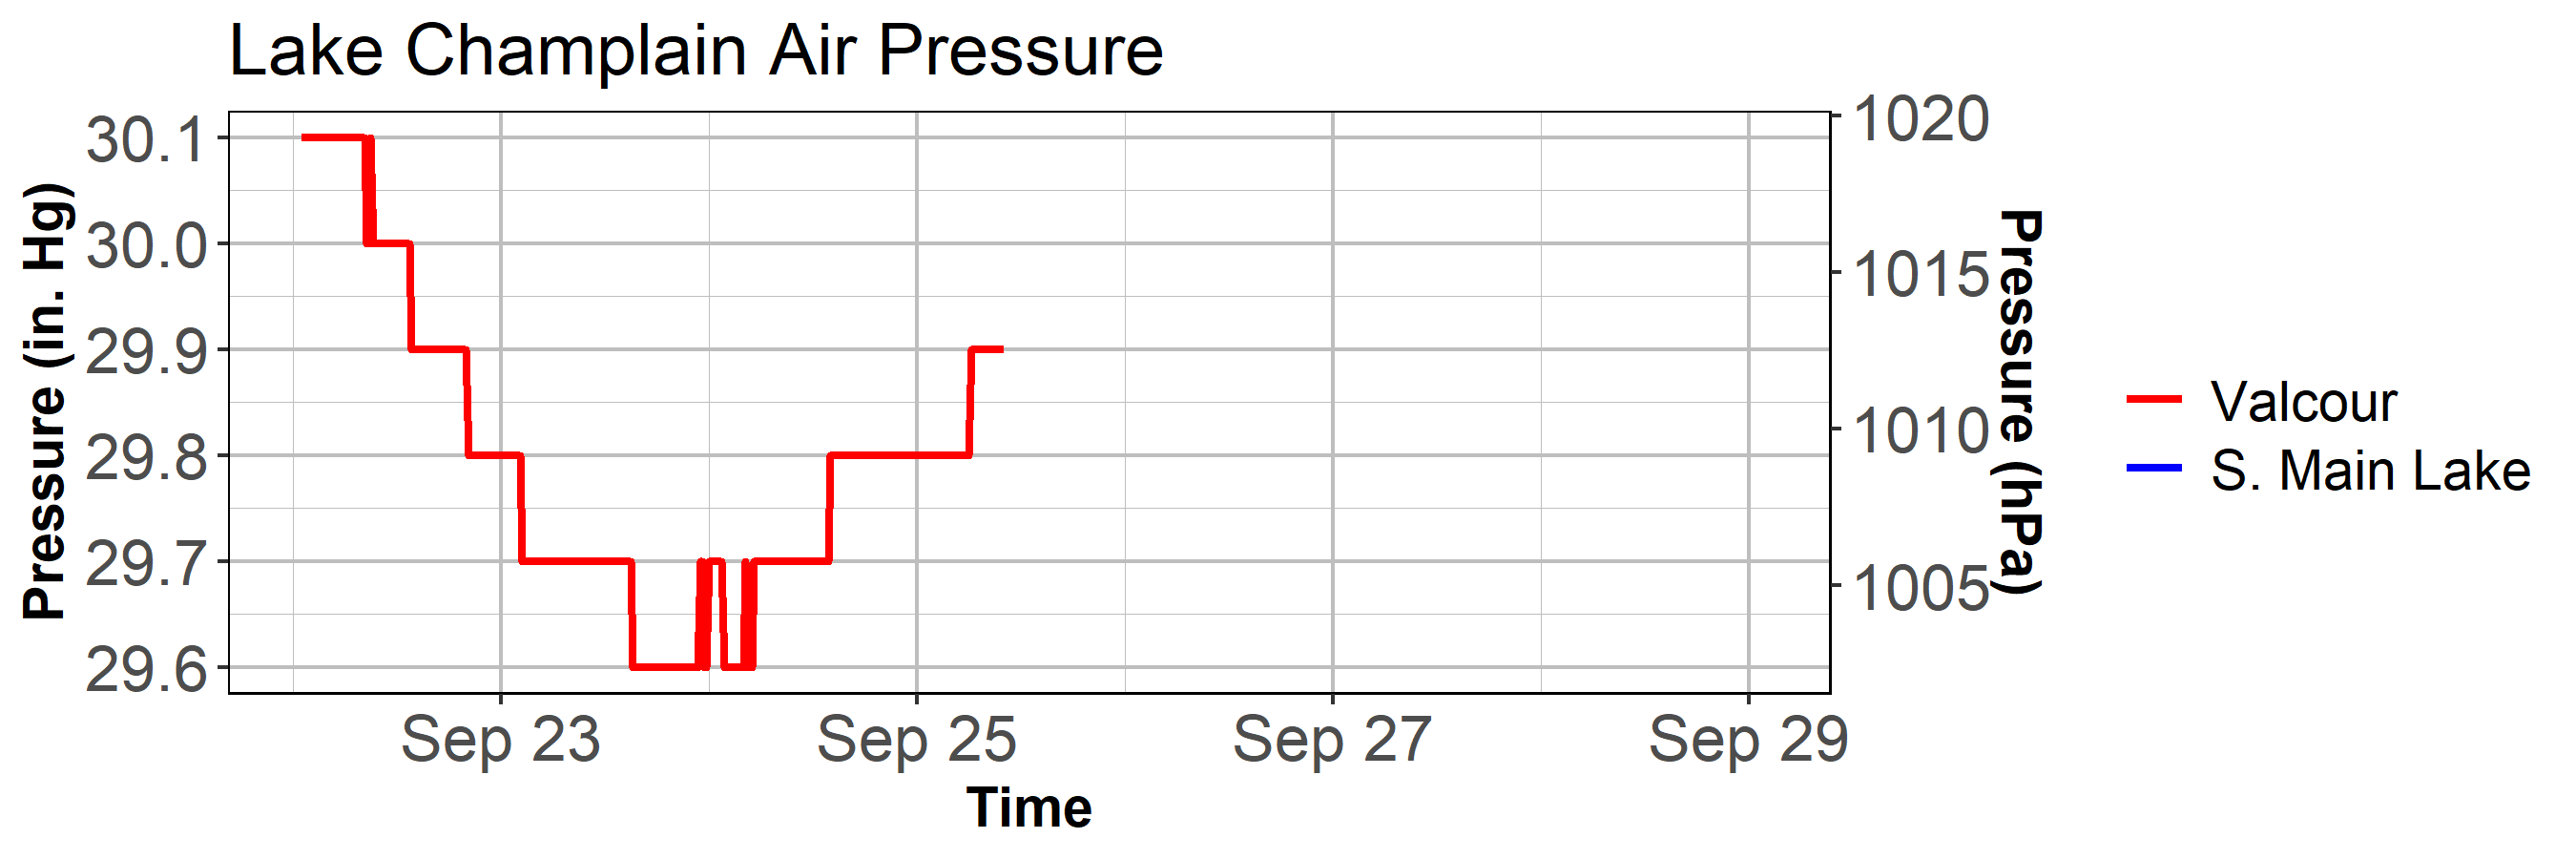 Lake Champlain Air Pressure
Pressure (in. Hg)
30.1
30.0
29.9
29.8
29.7
29.6
1020
1015
1010
1005
Pressure (hPa)
Valcour
S. Main Lake
Sep 23
Sep 25
Sep 27
Sep 29
Time